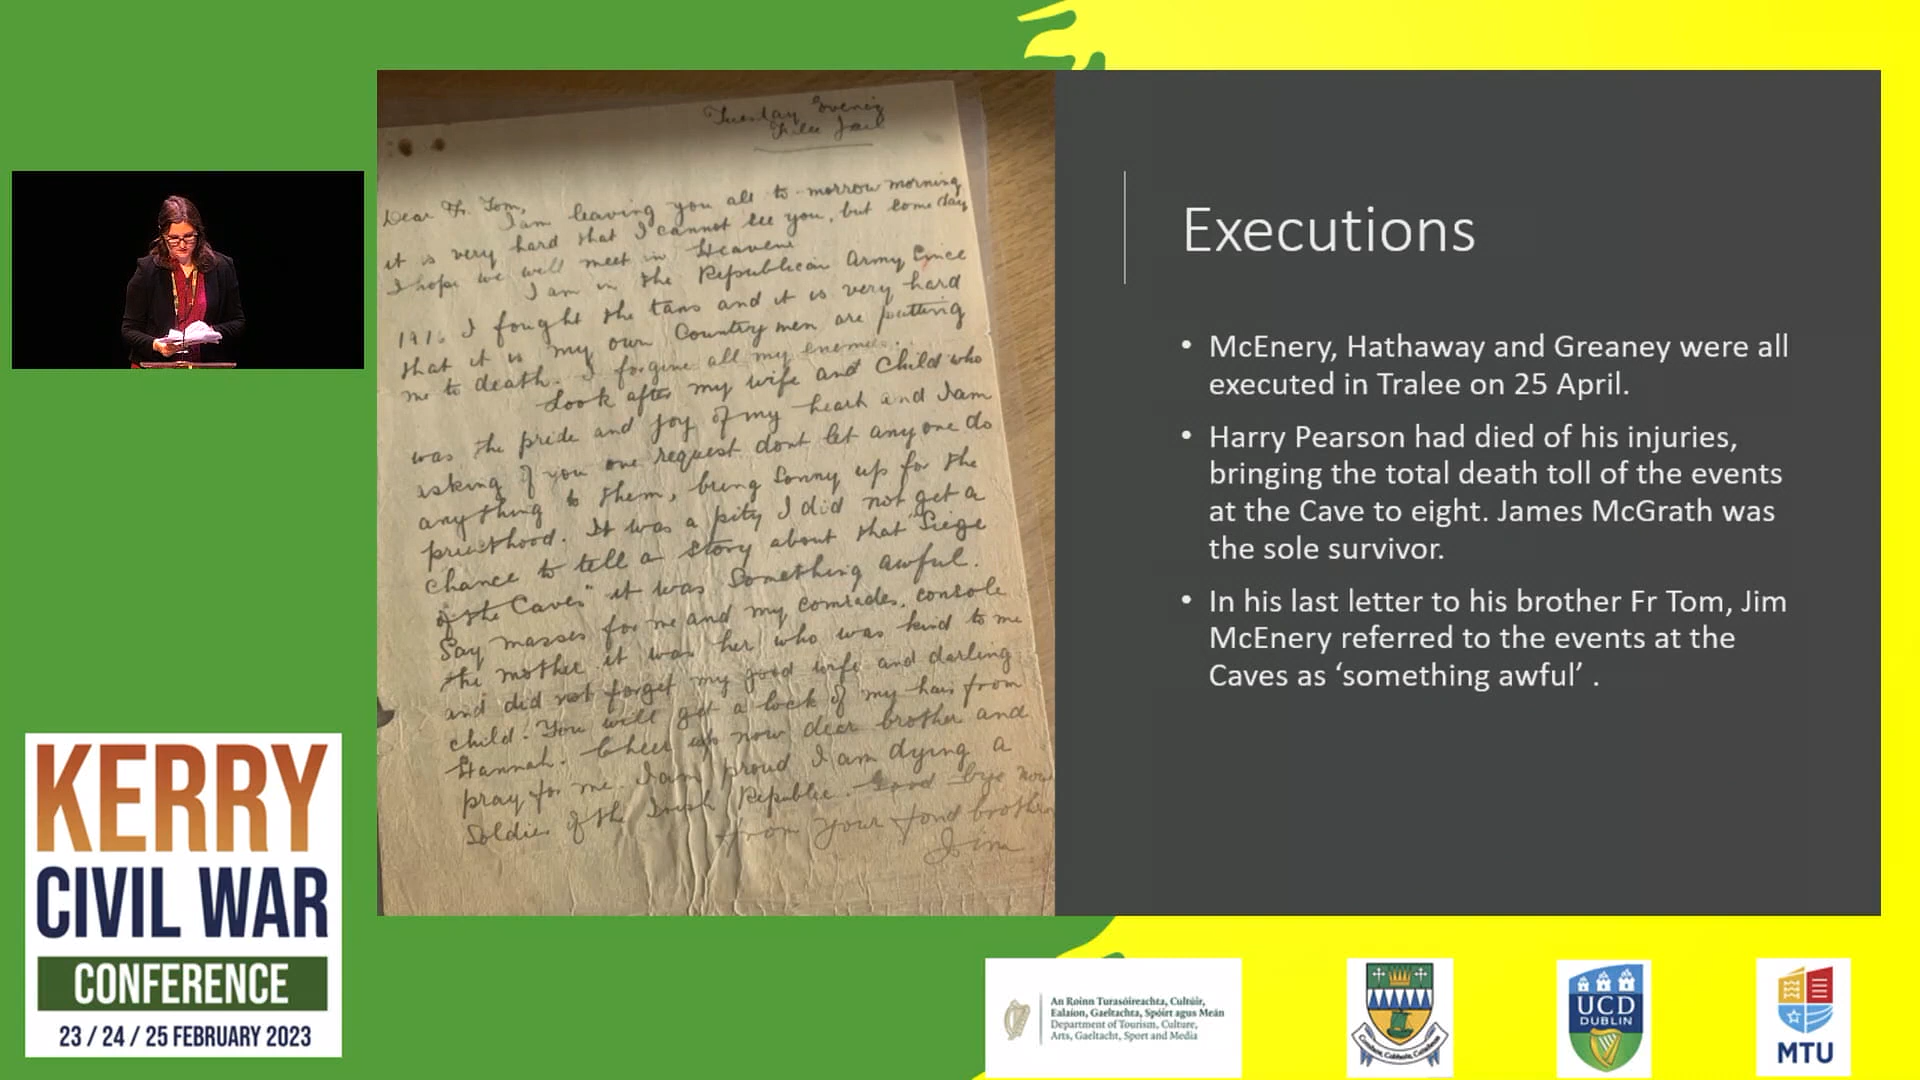 Tuesday Evenig
Tralee Jail
Dear Fr. Tom,
I am leaving you all to-morrow morning
it is very hard that I cannot see you, but some day
I hope we will meet in Heaven
I am in the Republican Army Since
1916 I fought the tans and it is very hard
that it is my own Country men are putting
me to death. I forgive all my enemies.
Look after my wife and Child who
was the pride and joy of my heart and I am
asking of you one request dont let any one do
anything to them, bring Sonny up for the
priesthood. It was a pity I did not get a
chance to tell a story about that "Siege
of the Caves" it was Something awful.
Say masses for me and my comrades. console
the mother it was her who was kind to me
and did not forget my good wife and darling
child. You will get a lock of my hair from
Hannah. Cheer up now dear brother and
pray for me. I am proud I am dying a
Soldier of the Irish Republic. Good bye now
from your fond brother
Jim
Executions
• McEnery, Hathaway and Greaney were all
executed in Tralee on 25 April.
• Harry Pearson had died of his injuries,
bringing the total death toll of the events
at the Cave to eight. James McGrath was
the sole survivor.
• In his last letter to his brother Fr Tom, Jim
McEnery referred to the events at the
Caves as ‘something awful’ .
KERRY
CIVIL WAR
CONFERENCE
23 / 24 / 25 FEBRUARY 2023
An Roinn Turasóireachta, Cultúir,
Ealaíon, Gaeltachta, Spóirt agus Meán
Department of Tourism, Culture,
Arts, Gaeltacht, Sport and Media
UCD
DUBLIN
MTU